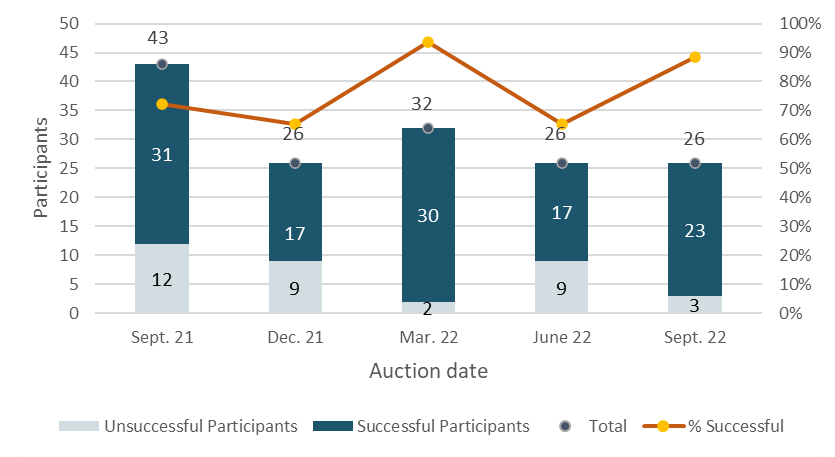 50 100%
43
45 90%
40 80%
32
35 70%
26 26 26
30 60%
Participants
25 31 50%
20 30 17 40%
17 23
15 30%
10 20%
12 9 9
5 10%
2 3
0 0%
Sept. 21 Dec. 21 Mar. 22 June 22 Sept. 22
Auction date
Unsuccessful Participants Successful Participants Total % Successful